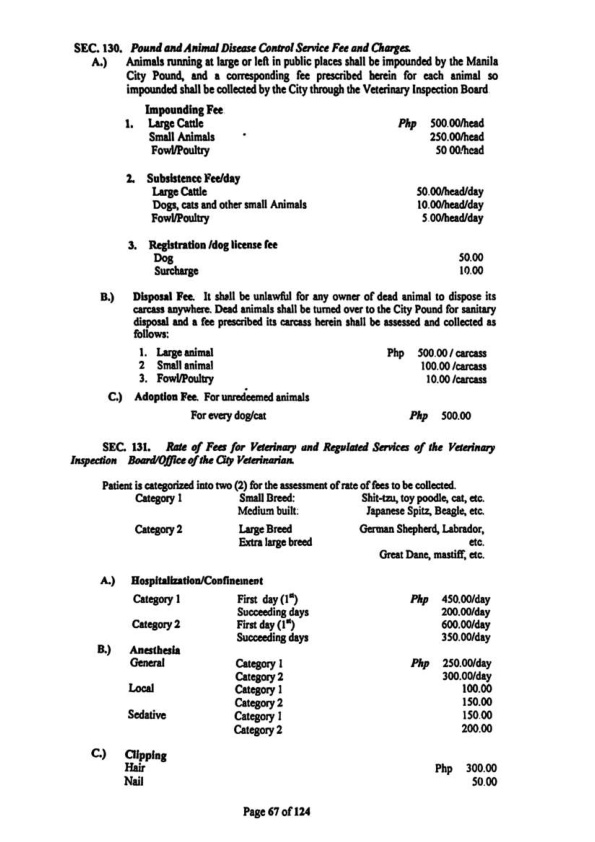 SEC. 130. Pound and Animal Disease Control Service Fee and Charges.
A.) Animals running at large or left in public places shall be impounded by the Manila
City Pound, and a corresponding fee prescribed herein for each animal so
impounded shall be collected by the City through the Veterinary Inspection Board
Impounding Fee
1. Large Cattle Php 500.00/head
Small Animals 250.00/head
Fowl/Poultry 50 00/head
2. Subsistence Fee/day
Large Cattle 50.00/head/day
Dogs, cats and other small Animals 10.00/head/day
Fowl/Poultry 5 00/head/day
3. Registration /dog license fee
Dog 50.00
Surcharge 10.00
B.) Disposal Fee. It shall be unlawful for any owner of dead animal to dispose its
carcass anywhere. Dead animals shall be turned over to the City Pound for sanitary
disposal and a fee prescribed its carcass herein shall be assessed and collected as
follows:
1. Large animal Php 500.00 / carcass
2 Small animal 100.00 /carcass
3. Fowl/Poultry 10.00 /carcass
C.) Adoption Fee. For unredeemed animals
For every dog/cat Php 500.00
SEC. 131. Rate of Fees for Veterinary and Regulated Services of the Veterinary
Inspection Board/Office of the City Veterinarian.
Patient is categorized into two (2) for the assessment of rate of fees to be collected.
Category 1 Small Breed: Shit-tzu, toy poodle, cat, etc.
Medium built: Japanese Spitz, Beagle, etc.
Category 2 Large Breed German Shepherd, Labrador,
Extra large breed etc.
Great Dane, mastiff, etc.
A.) Hospitalization/Confinement
Category 1 First day (1st) Php 450.00/day
Succeeding days 200.00/day
Category 2 First day (1st) 600.00/day
Succeeding days 350.00/day
B.) Anesthesia
General Category 1 Php 250.00/day
Category 2 300.00/day
Local Category 1 100.00
Category 2 150.00
Sedative Category 1 150.00
Category 2 200.00
C.) Clipping
Hair Php 300.00
Nail 50.00
Page 67 of 124